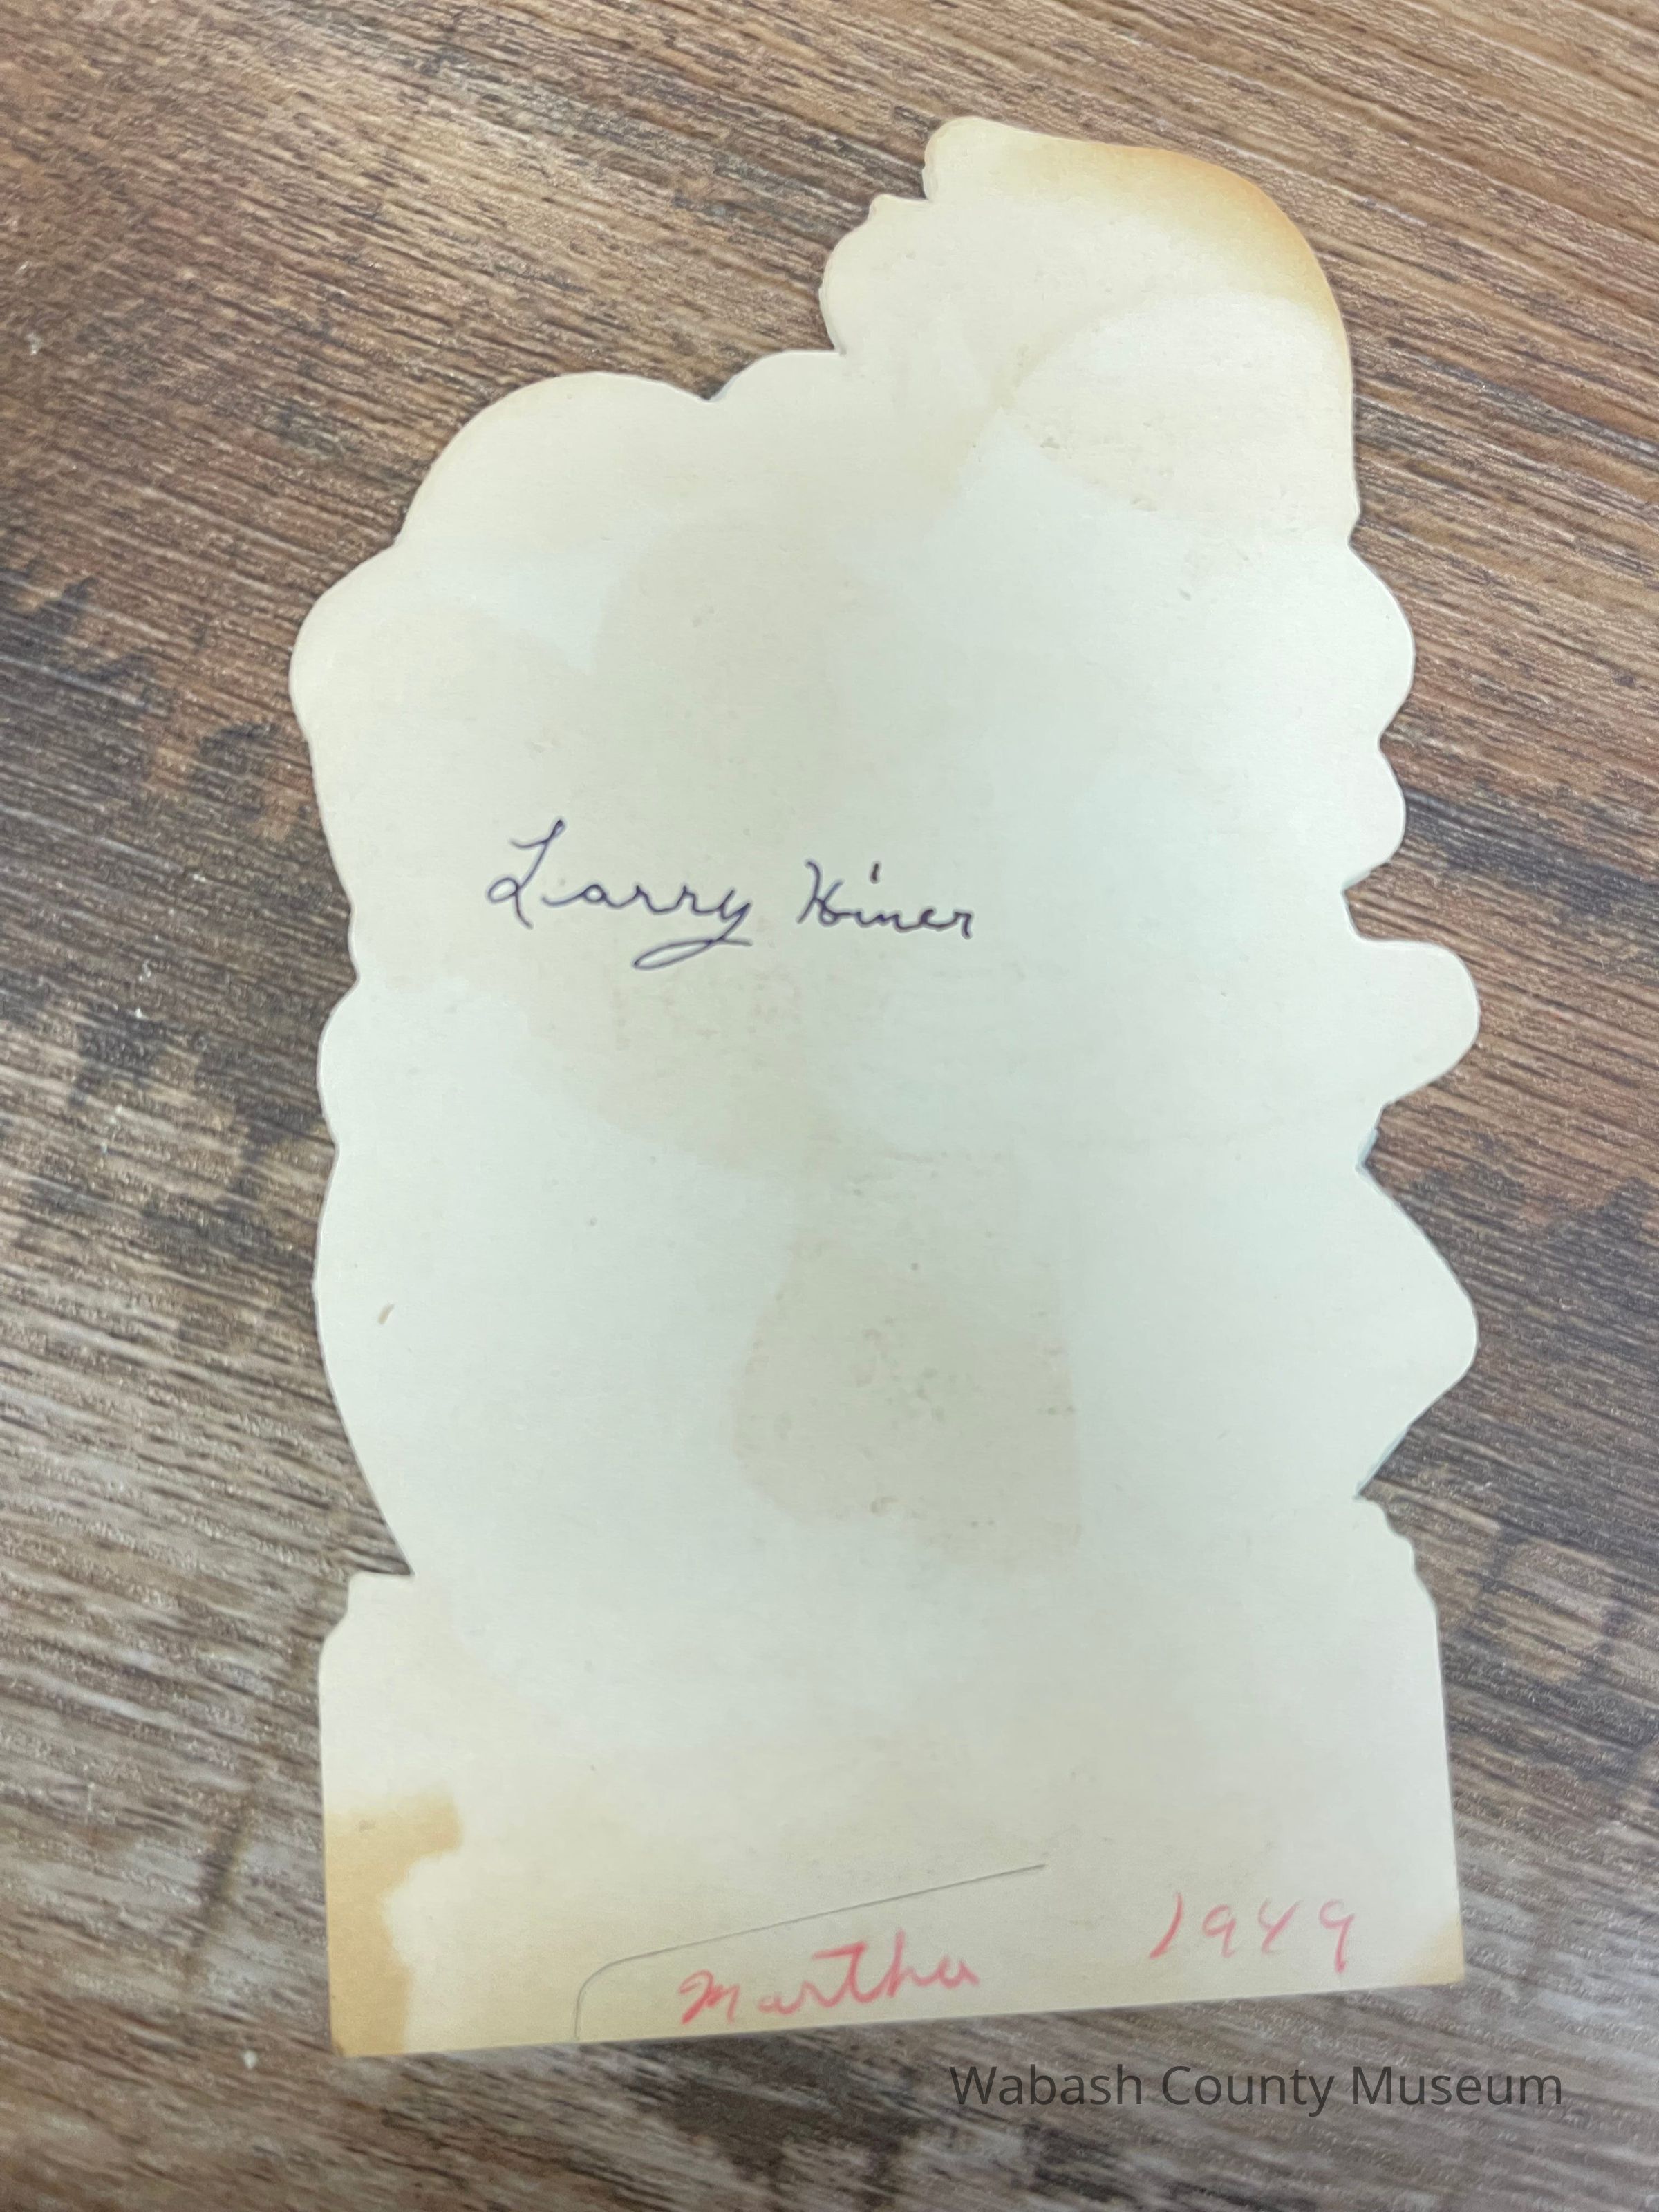 Larry Hiner
Martha 1949
Wabash County Museum